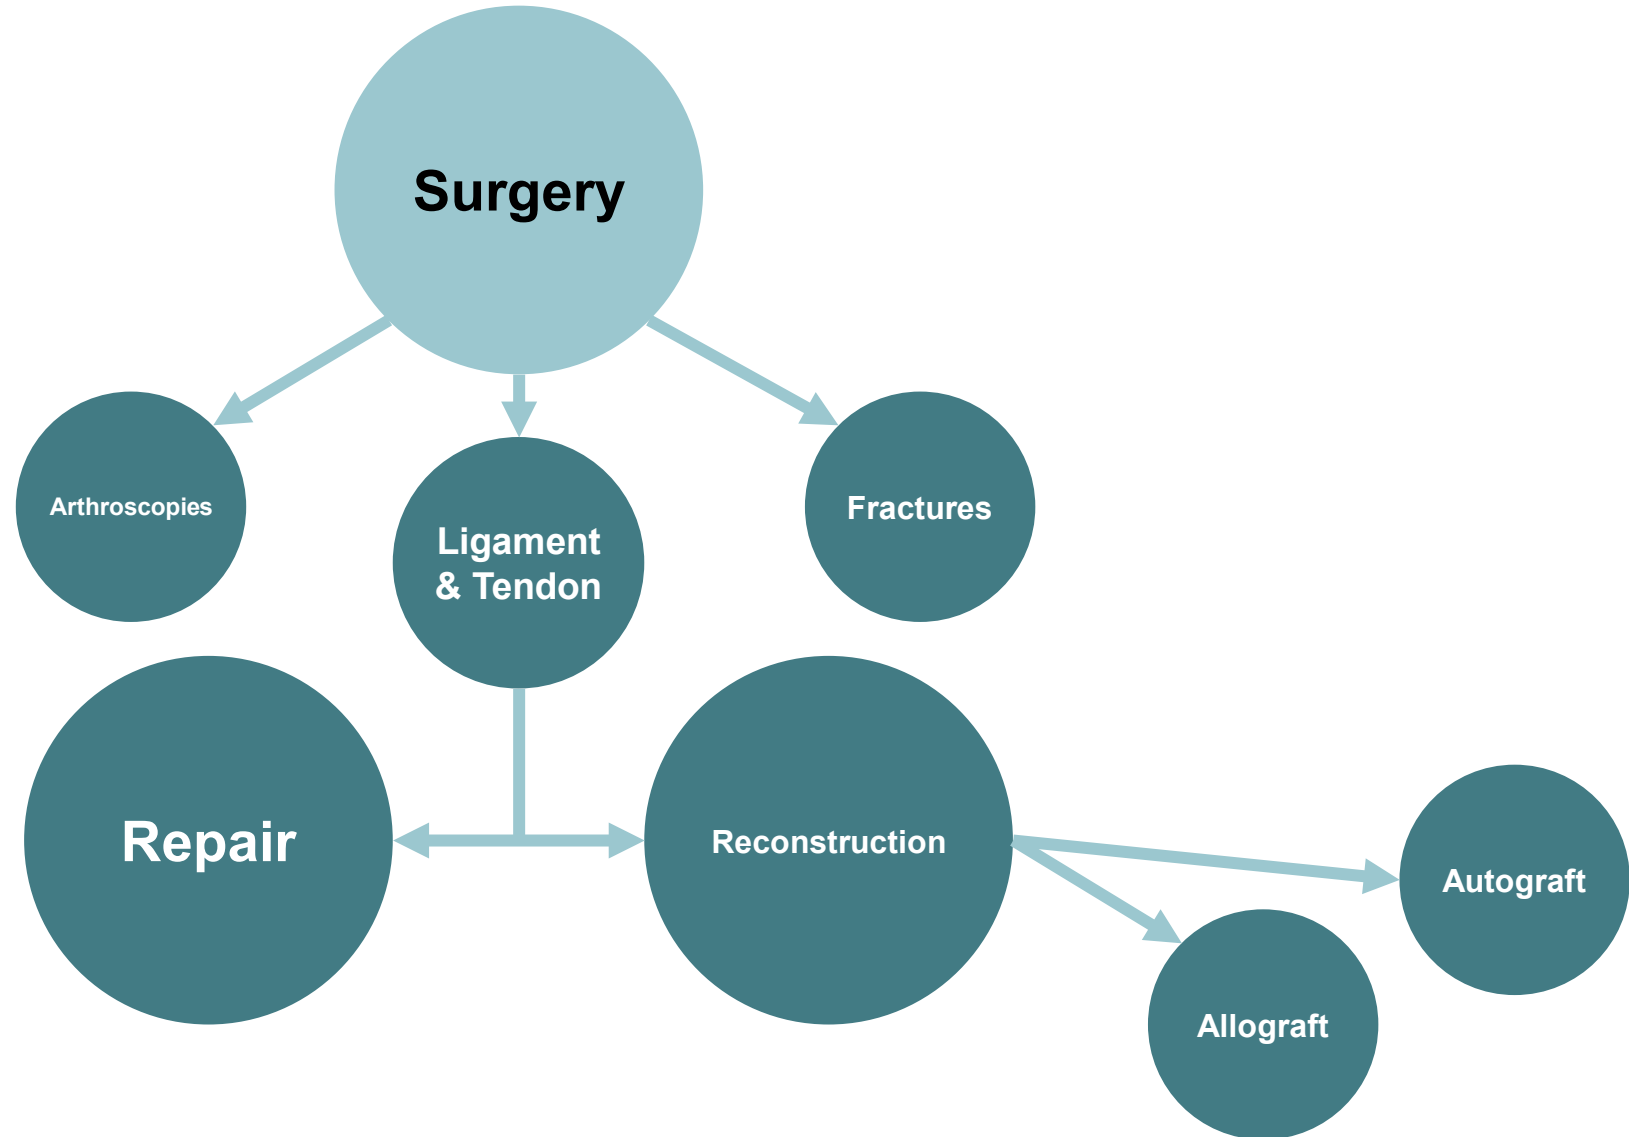 Surgery
Arthroscopies
Ligament
& Tendon
Fractures
Repair
Reconstruction
Autograft
Allograft